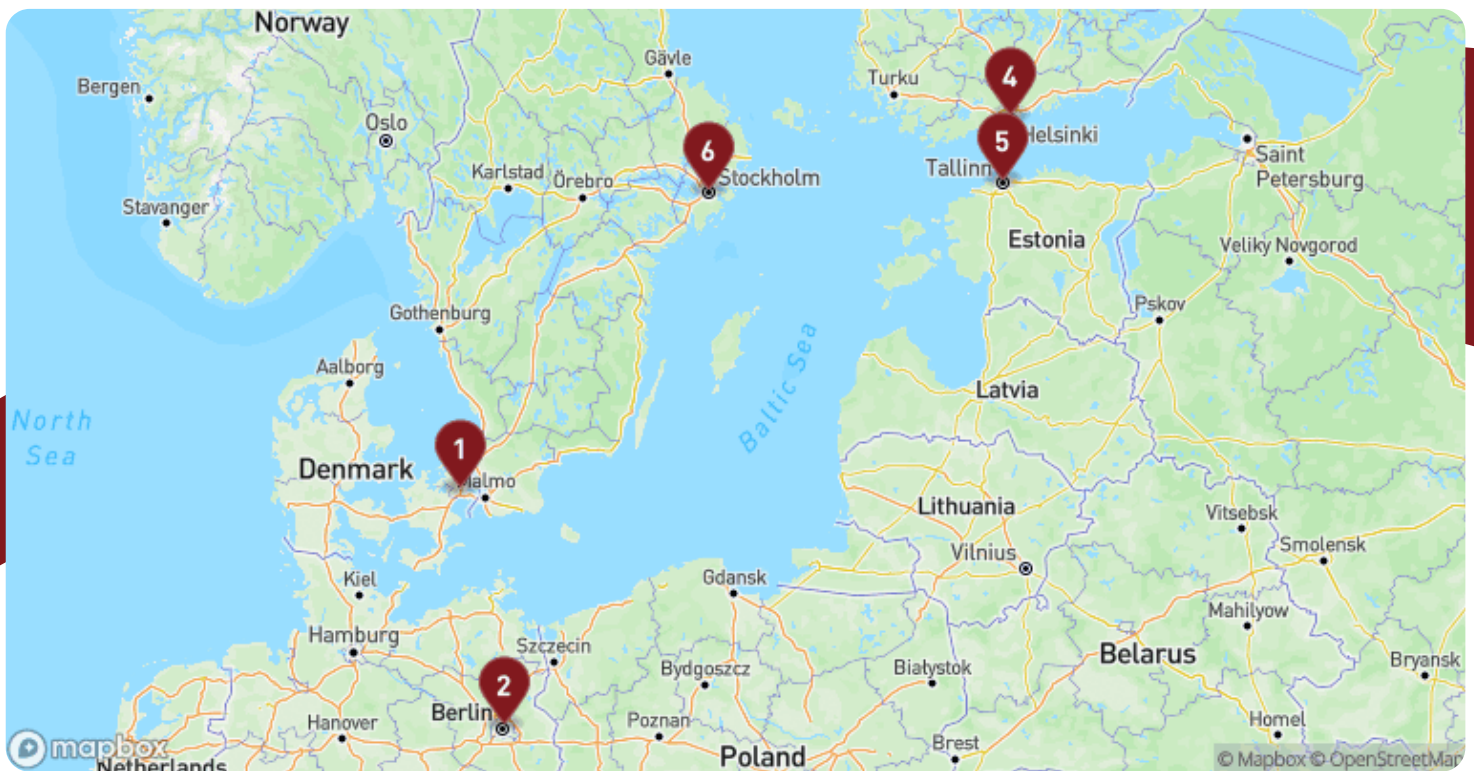 Norway
Gävle
Bergen
Turku
4
Oslo
Helsinki
5
6
Saint
Petersburg
Karlstad
Örebro
Stockholm
Tallinn
Stavanger
Estonia
Veliky Novgorod
Gothenburg
Pskov
Aalborg
Baltic Sea
Latvia
North
Sea
1
Denmark
Malmo
Lithuania
Vitsebsk
Smolensk
Vilnius
Kiel
Gdansk
Mahilyow
Hamburg
Szczecin
Belarus
Bryansk
Bydgoszcz
Białystok
2
Berlin
Hanover
Poznan
Homel
Brest
mapbox
Poland
© Mapbox © OpenStreetMap
Netherlands